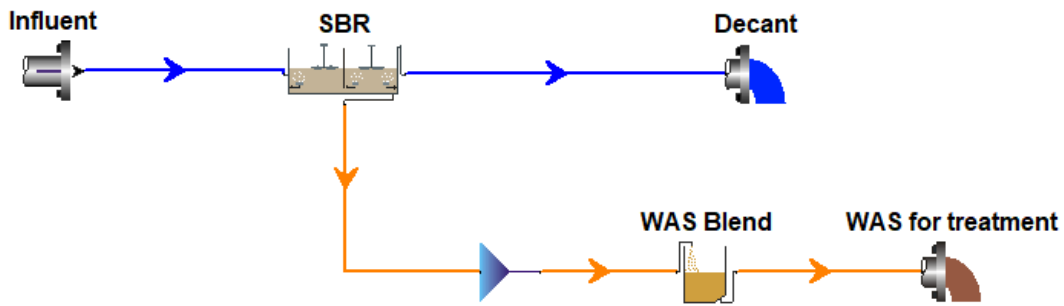 Influent
SBR
Decant
WAS Blend
WAS for treatment